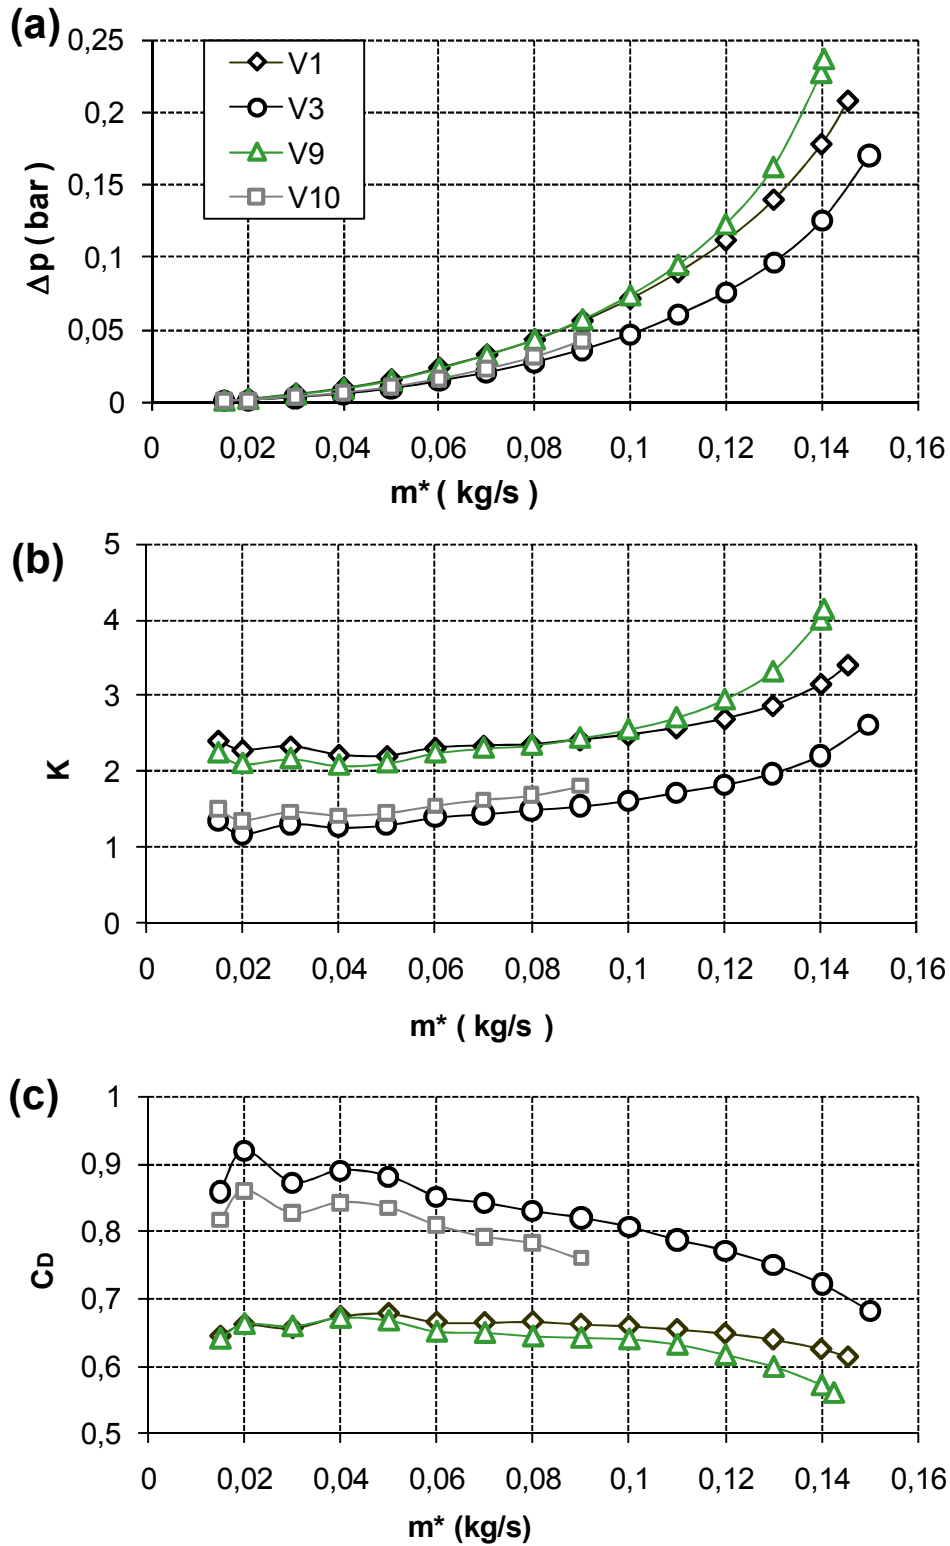 (a)
0,25
0,2
0,15
0,1
0,05
0
Δp ( bar )
V1
V3
V9
V10
0 0,02 0,04 0,06 0,08 0,1 0,12 0,14 0,16
m* ( kg/s )
(b)
5
4
3
2
1
0
K
0 0,02 0,04 0,06 0,08 0,1 0,12 0,14 0,16
m* ( kg/s )
(c)
1
0,9
0,8
0,7
0,6
0,5
CD
0 0,02 0,04 0,06 0,08 0,1 0,12 0,14 0,16
m* (kg/s)